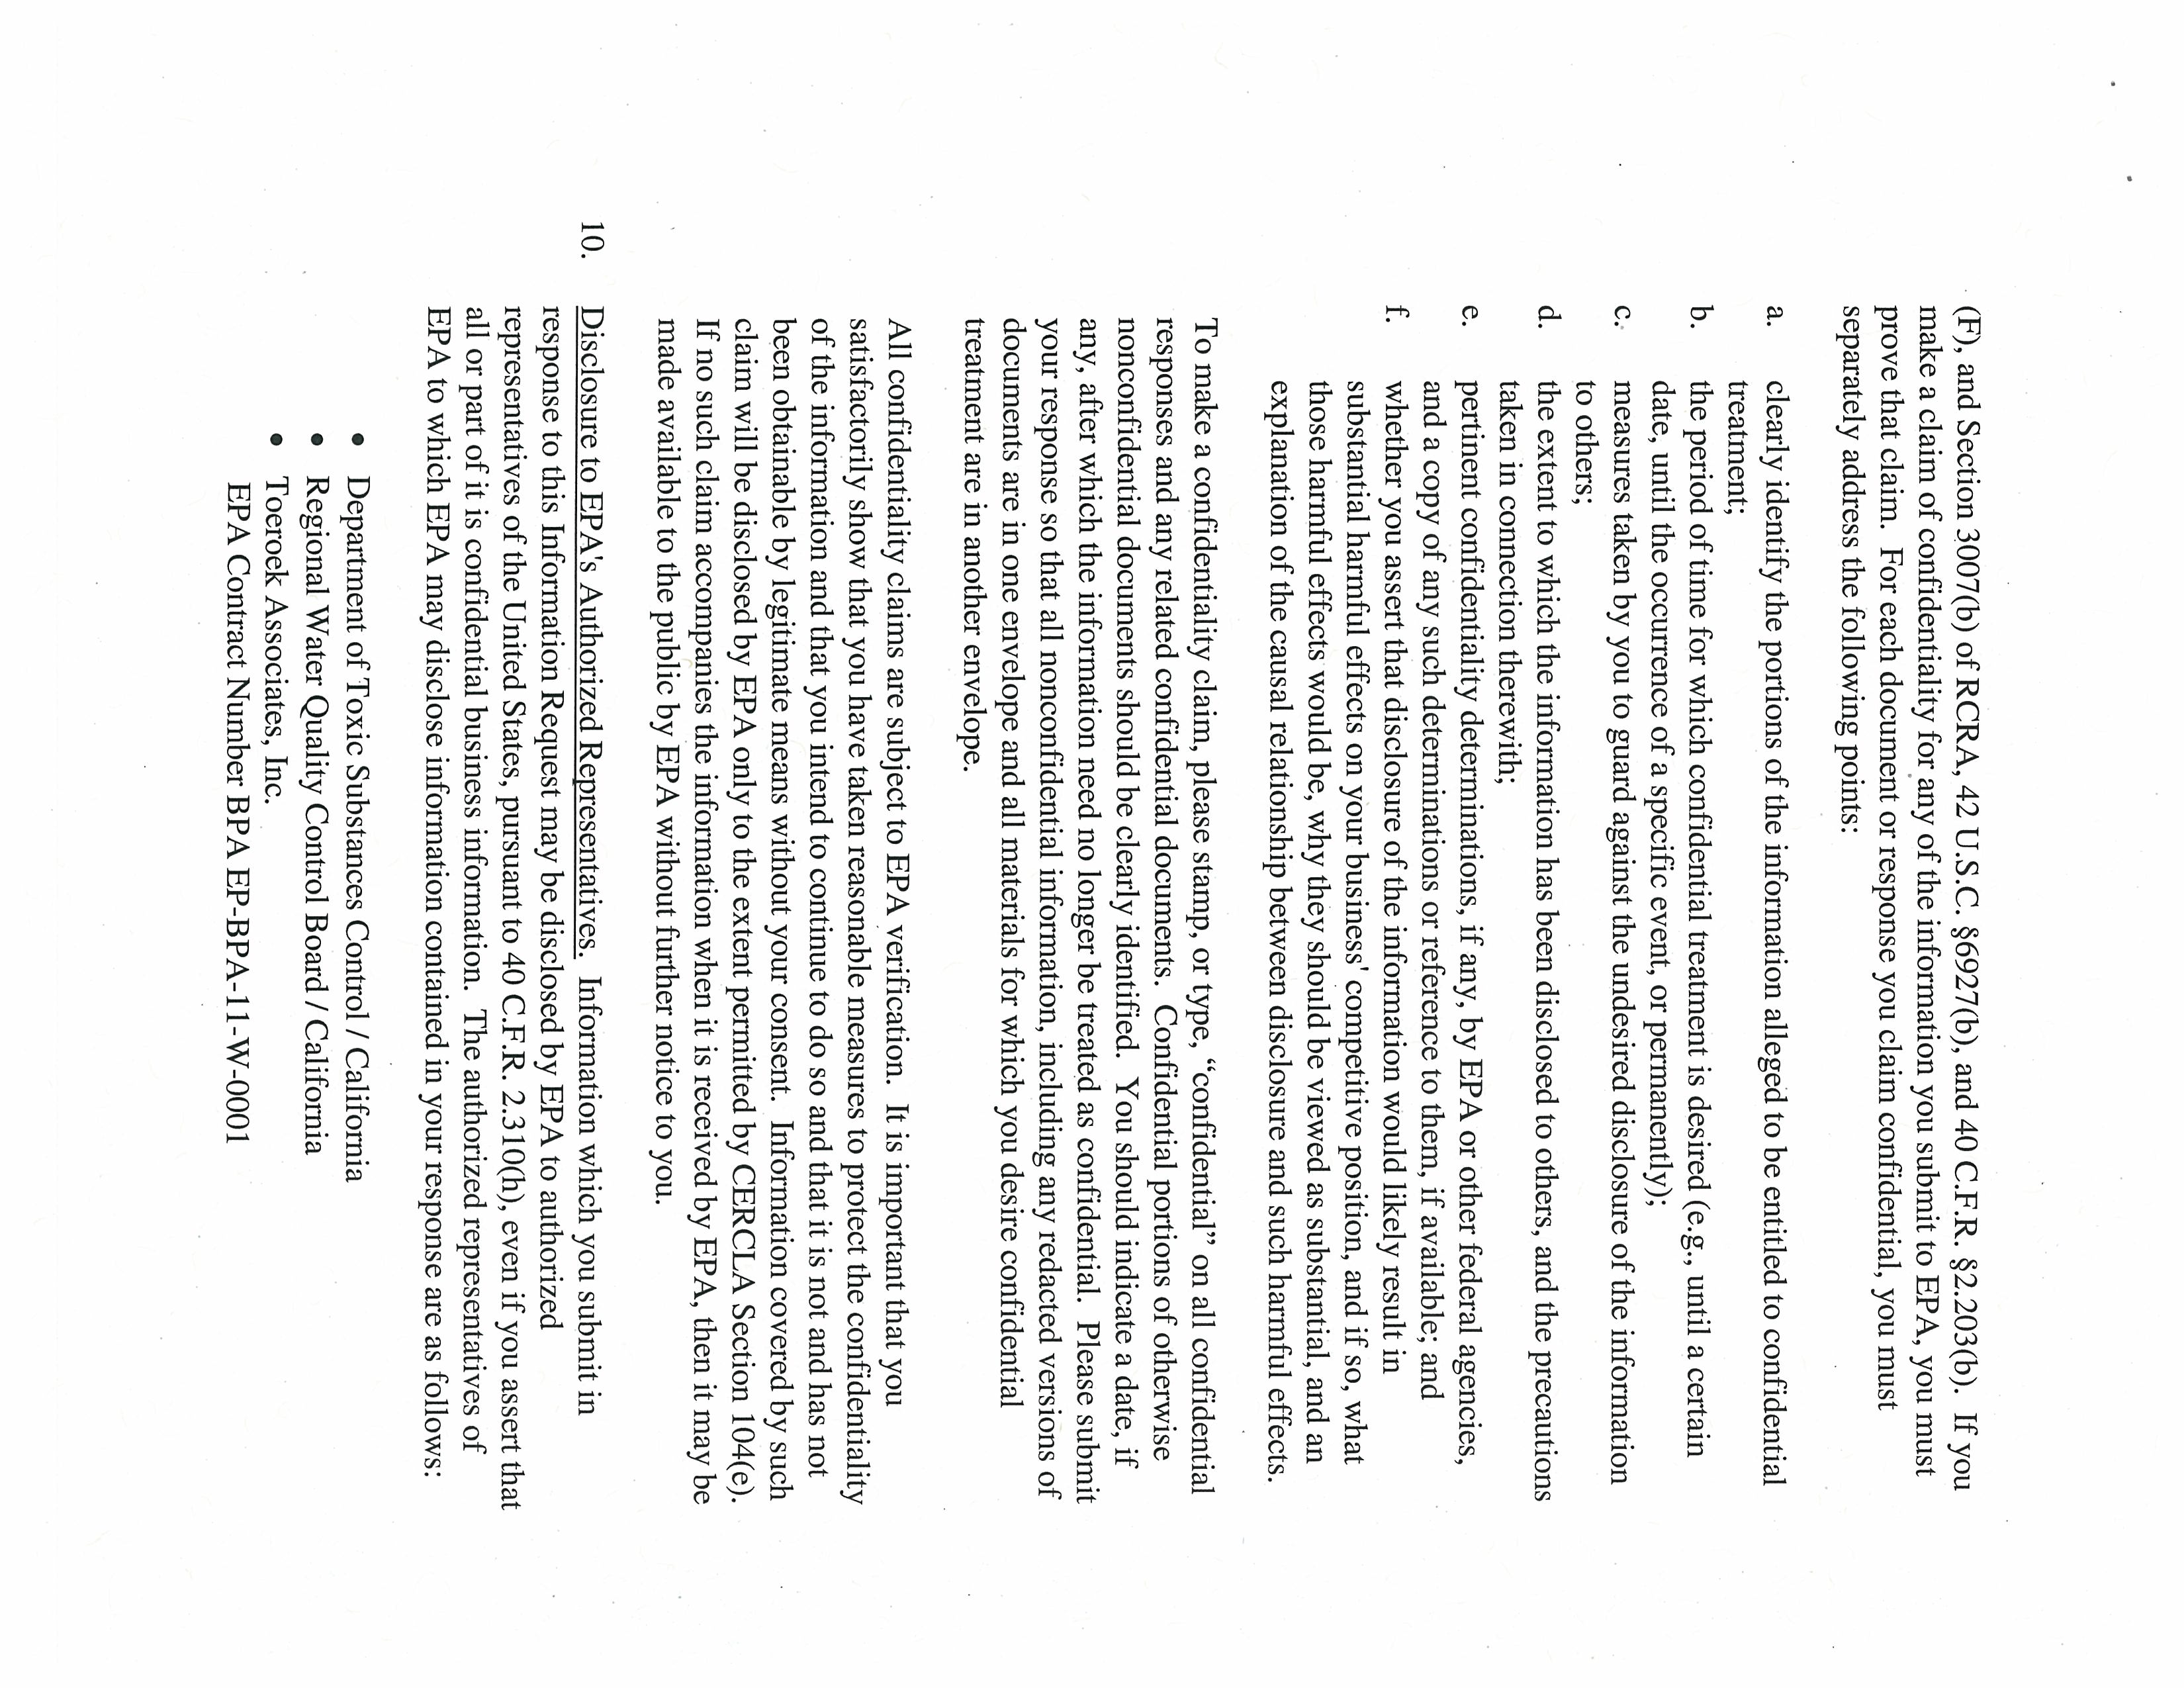 (F), and Section 3007(b) of RCRA, 42 U.S.C. §6927(b), and 40 C.F.R. §2.203(b).  If you
make a claim of confidentiality for any of the information you submit to EPA, you must
prove that claim.  For each document or response you claim confidential, you must
separately address the following points:
a. clearly identify the portions of the information alleged to be entitled to confidential
treatment;
b. the period of time for which confidential treatment is desired (e.g., until a certain
date, until the occurrence of a specific event, or permanently);
c. measures taken by you to guard against the undesired disclosure of the information
to others;
d. the extent to which the information has been disclosed to others, and the precautions
taken in connection therewith;
e. pertinent confidentiality determinations, if any, by EPA or other federal agencies,
and a copy of any such determinations or reference to them, if available; and
f. whether you assert that disclosure of the information would likely result in
substantial harmful effects on your business' competitive position, and if so, what
those harmful effects would be, why they should be viewed as substantial, and an
explanation of the causal relationship between disclosure and such harmful effects.
To make a confidentiality claim, please stamp, or type, “confidential” on all confidential
responses and any related confidential documents.  Confidential portions of otherwise
nonconfidential documents should be clearly identified.  You should indicate a date, if
any, after which the information need no longer be treated as confidential.  Please submit
your response so that all nonconfidential information, including any redacted versions of
documents are in one envelope and all materials for which you desire confidential
treatment are in another envelope.
All confidentiality claims are subject to EPA verification.  It is important that you
satisfactorily show that you have taken reasonable measures to protect the confidentiality
of the information and that you intend to continue to do so and that it is not and has not
been obtainable by legitimate means without your consent.  Information covered by such
claim will be disclosed by EPA only to the extent permitted by CERCLA Section 104(e).
If no such claim accompanies the information when it is received by EPA, then it may be
made available to the public by EPA without further notice to you.
10. Disclosure to EPA's Authorized Representatives.  Information which you submit in
response to this Information Request may be disclosed by EPA to authorized
representatives of the United States, pursuant to 40 C.F.R. 2.310(h), even if you assert that
all or part of it is confidential business information.  The authorized representatives of
EPA to which EPA may disclose information contained in your response are as follows:
• Department of Toxic Substances Control / California
• Regional Water Quality Control Board / California
• Toeroek Associates, Inc.
EPA Contract Number BPA EP-BPA-11-W-0001